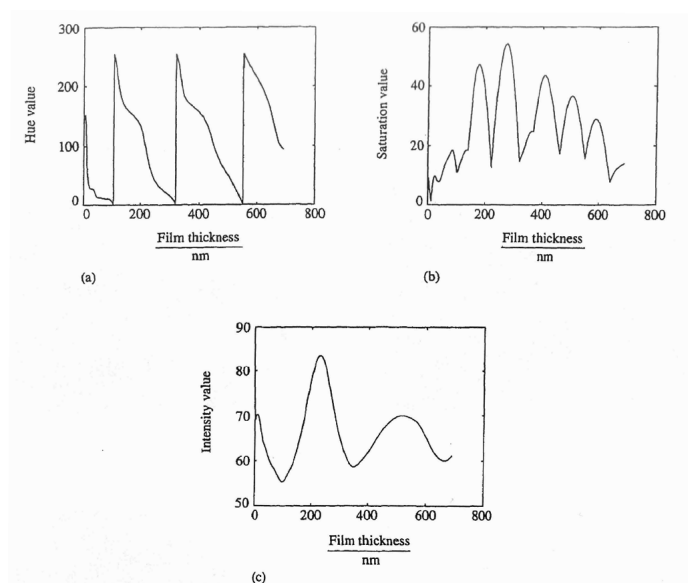 300
200
100
0
Hue value
0
200
400
600
800
Film thickness
nm
(a)
60
40
20
0
Saturation value
0
200
400
600
800
Film thickness
nm
(b)
90
80
70
60
50
Intensity value
0
200
400
600
800
Film thickness
nm
(c)